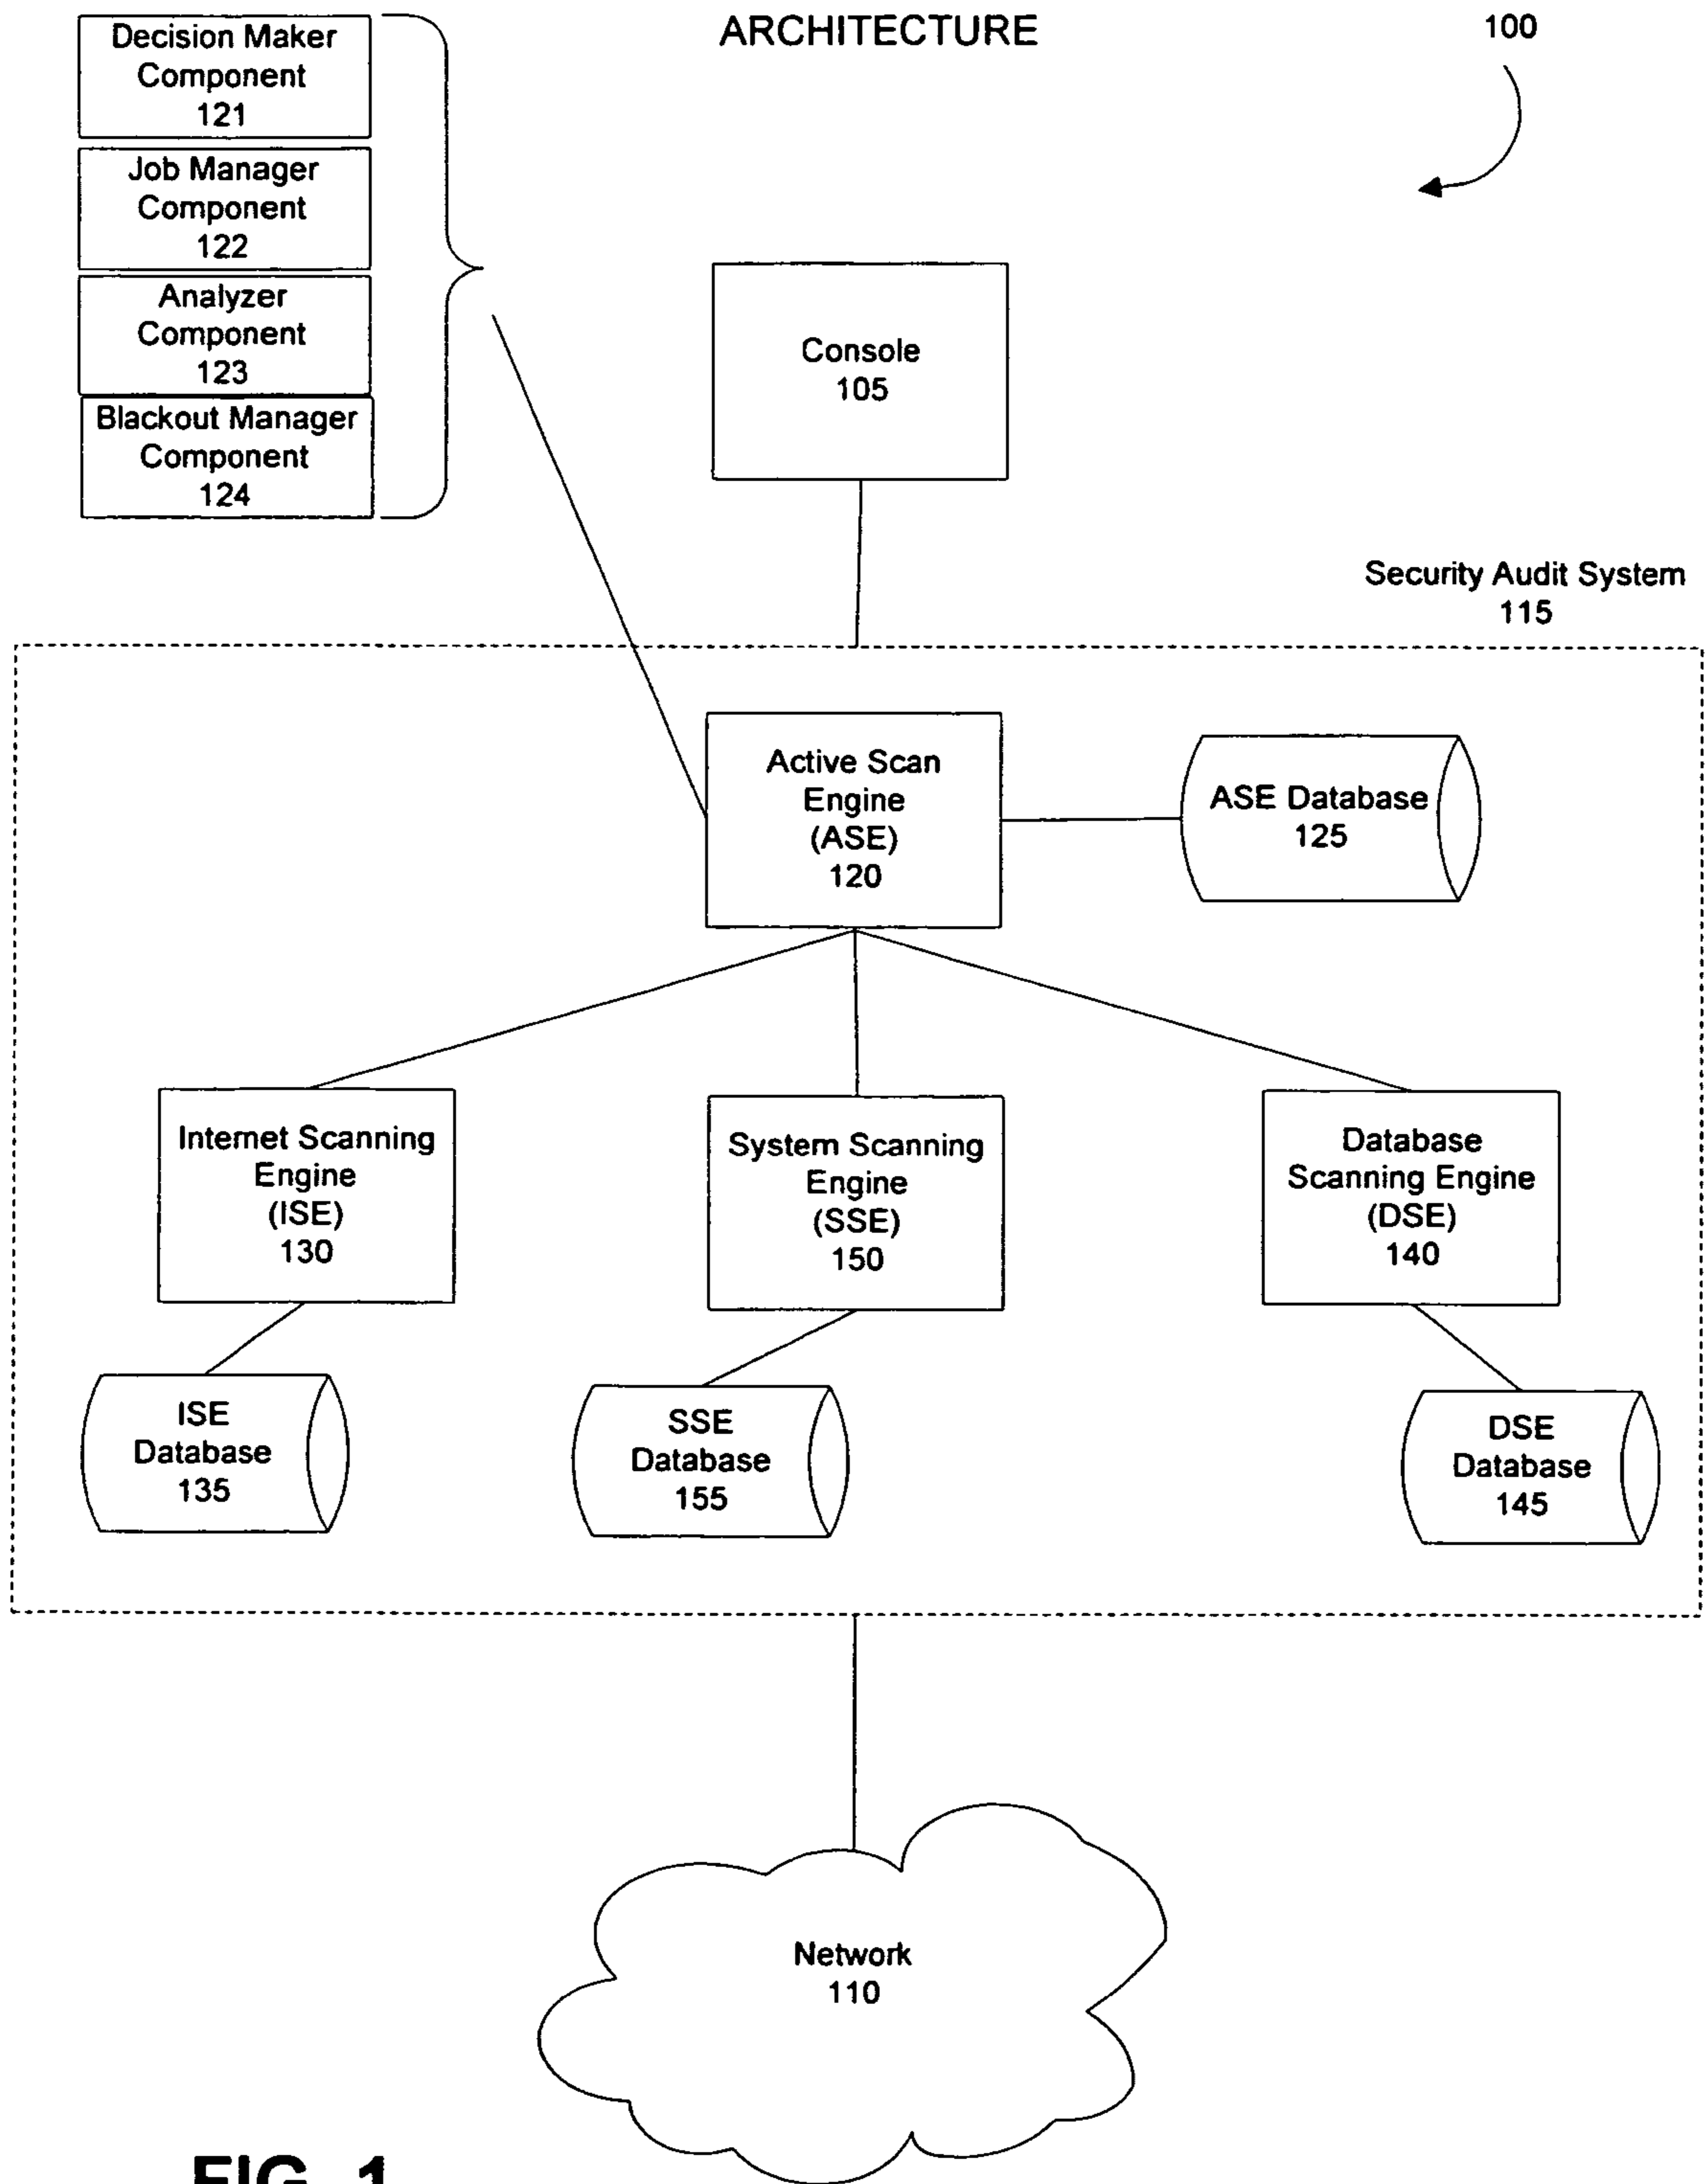 ARCHITECTURE
100
Decision Maker
Component
121
Job Manager
Component
122
Analyzer
Component
123
Blackout Manager
Component
124
Console
105
Security Audit System
115
Active Scan
Engine
(ASE)
120
ASE Database
125
Internet Scanning
Engine
(ISE)
130
System Scanning
Engine
(SSE)
150
Database
Scanning Engine
(DSE)
140
ISE
Database
135
SSE
Database
155
DSE
Database
145
Network
110
FIG. 1